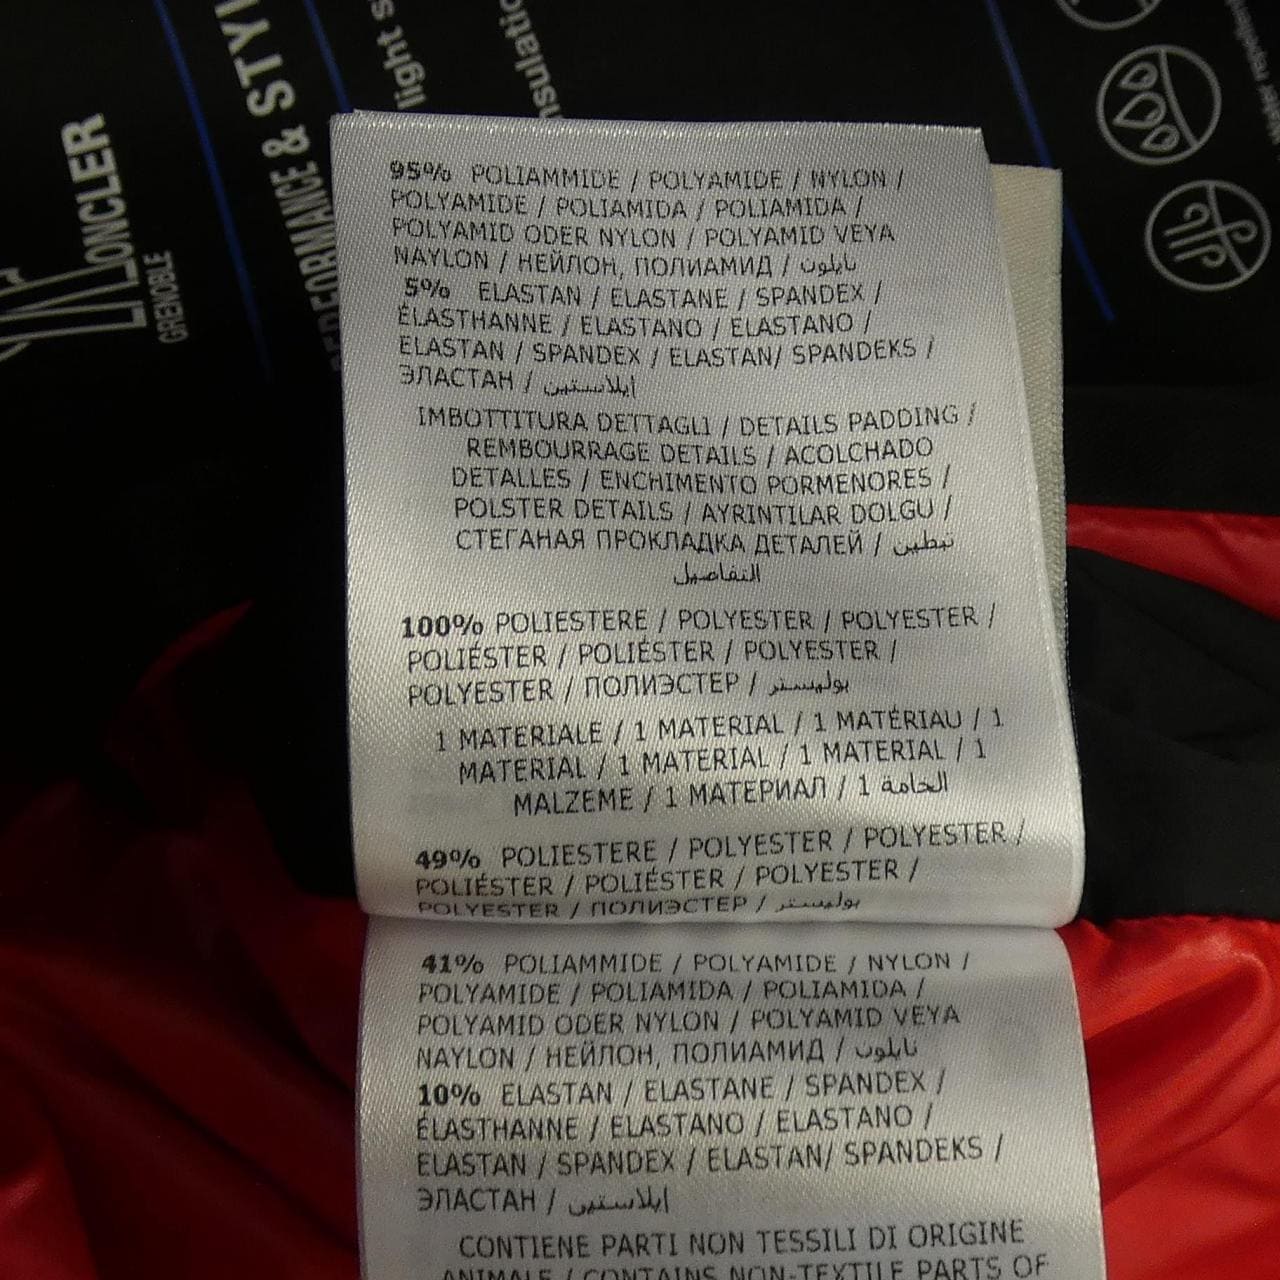 MONCLER
GRENOBLE
& STYL
light s
nsulatio
95% POLIAMMIDE / POLYAMIDE / NYLON /
POLYAMIDE / POLIAMIDA / POLIAMIDA /
POLYAMID ODER NYLON / POLYAMID VEYA
NAYLON / НЕЙЛОН, ПОЛИАМИД / نايلون
5% ELASTAN / ELASTANE / SPANDEX /
ÉLASTHANNE / ELASTANO / ELASTANO /
ELASTAN / SPANDEX / ELASTAN/ SPANDEKS /
ЭЛАСТАН / إيلاستين
IMBOTTITURA DETTAGLI / DETAILS PADDING /
REMBOURRAGE DETAILS / ACOLCHADO
DETALLES / ENCHIMENTO PORMENORES /
POLSTER DETAILS / AYRINTILAR DOLGU /
СТЕГАНАЯ ПРОКЛАДКА ДЕТАЛЕЙ / تبطين
التفاصيل
100% POLIESTERE / POLYESTER / POLYESTER /
POLIÉSTER / POLIÉSTER / POLYESTER /
POLYESTER / ПОЛИЭСТЕР / بوليستر
1 MATERIALE / 1 MATERIAL / 1 MATÉRIAU / 1
MATERIAL / 1 MATERIAL / 1 MATERIAL / 1
MALZEME / 1 МАТЕРИАЛ / 1 الخامة
49% POLIESTERE / POLYESTER / POLYESTER /
POLIÉSTER / POLIÉSTER / POLYESTER /
POLYESTER / ПОЛИЭСТЕР / بوليستر
41% POLIAMMIDE / POLYAMIDE / NYLON /
POLYAMIDE / POLIAMIDA / POLIAMIDA /
POLYAMID ODER NYLON / POLYAMID VEYA
NAYLON / НЕЙЛОН, ПОЛИАМИД / نايلون
10% ELASTAN / ELASTANE / SPANDEX /
ÉLASTHANNE / ELASTANO / ELASTANO /
ELASTAN / SPANDEX / ELASTAN/ SPANDEKS /
ЭЛАСТАН / إيلاستين
CONTIENE PARTI NON TESSILI DI ORIGINE
ANIMALE / CONTAINS NON-TEXTILE PARTS OF